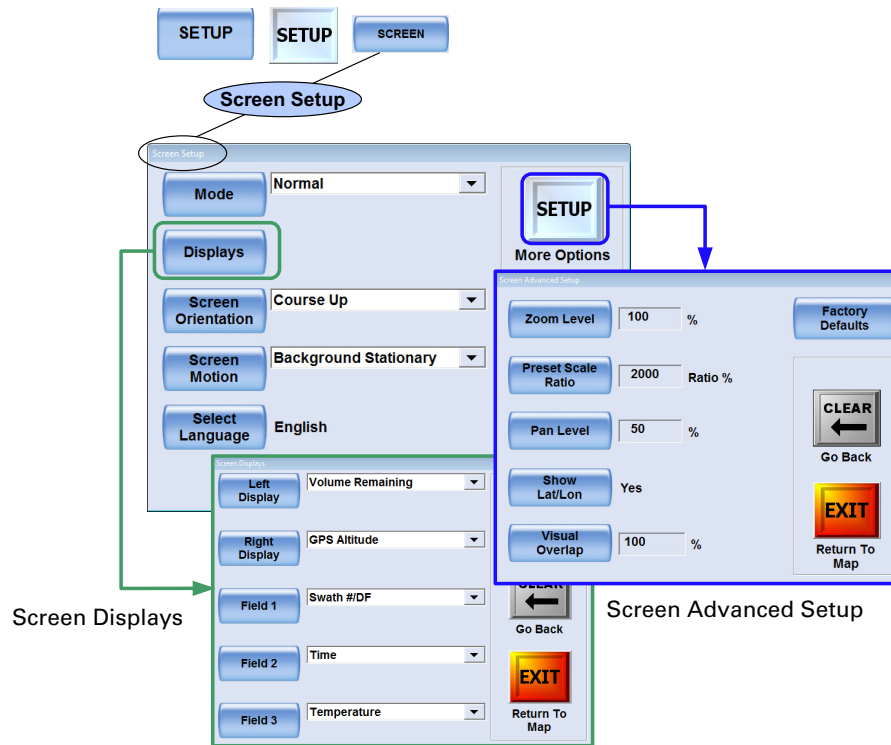 SETUP
SETUP
SCREEN
Screen Setup
Screen Setup
Mode
Normal
SETUP
More Options
Displays
Screen
Orientation
Course Up
Screen
Motion
Background Stationary
Select
Language
English
Screen Advanced Setup
Zoom Level
100
%
Factory
Defaults
Preset Scale
Ratio
2000
Ratio %
Pan Level
50
%
CLEAR
Go Back
Show
Lat/Lon
Yes
Visual
Overlap
100
%
EXIT
Return To
Map
Screen Advanced Setup
Screen Displays
Screen Displays
Left
Display
Volume Remaining
Right
Display
GPS Altitude
Field 1
Swath #/DF
CLEAR
Go Back
Field 2
Time
EXIT
Return To
Map
Field 3
Temperature